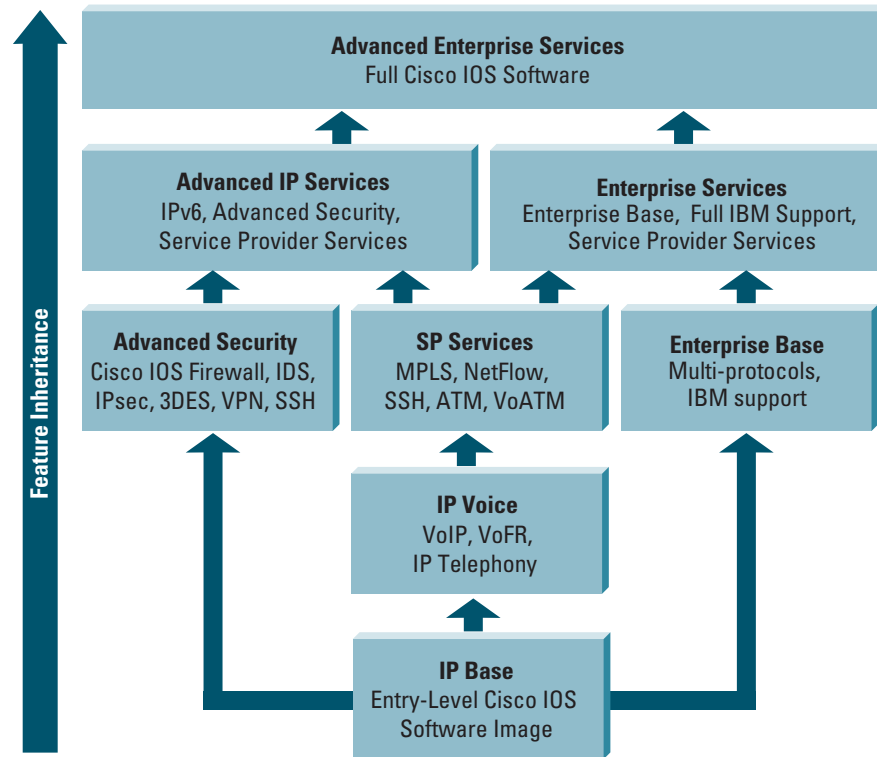 Feature Inheritance
Advanced Enterprise Services
Full Cisco IOS Software
Advanced IP Services
IPv6, Advanced Security,
Service Provider Services
Enterprise Services
Enterprise Base, Full IBM Support,
Service Provider Services
Advanced Security
Cisco IOS Firewall, IDS,
IPsec, 3DES, VPN, SSH
SP Services
MPLS, NetFlow,
SSH, ATM, VoATM
Enterprise Base
Multi-protocols,
IBM support
IP Voice
VoIP, VoFR,
IP Telephony
IP Base
Entry-Level Cisco IOS
Software Image